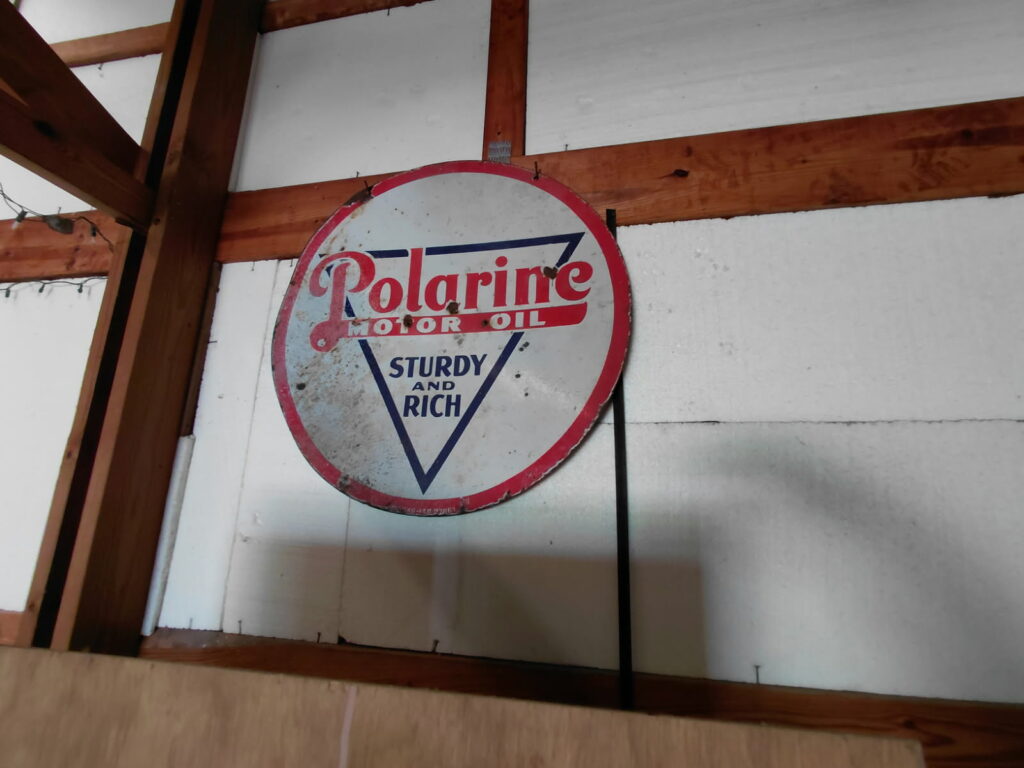 Polarine
MOTOR OIL
STURDY
AND
RICH